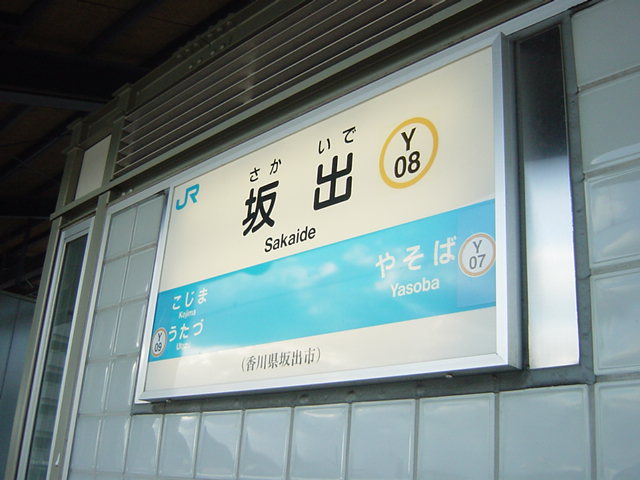 JR
さか いで
坂出
Y
08
Sakaide
こじま
Kojima
Y
09
うたづ
Utazu
やそば
Yasoba
Y
07
(香川県坂出市)